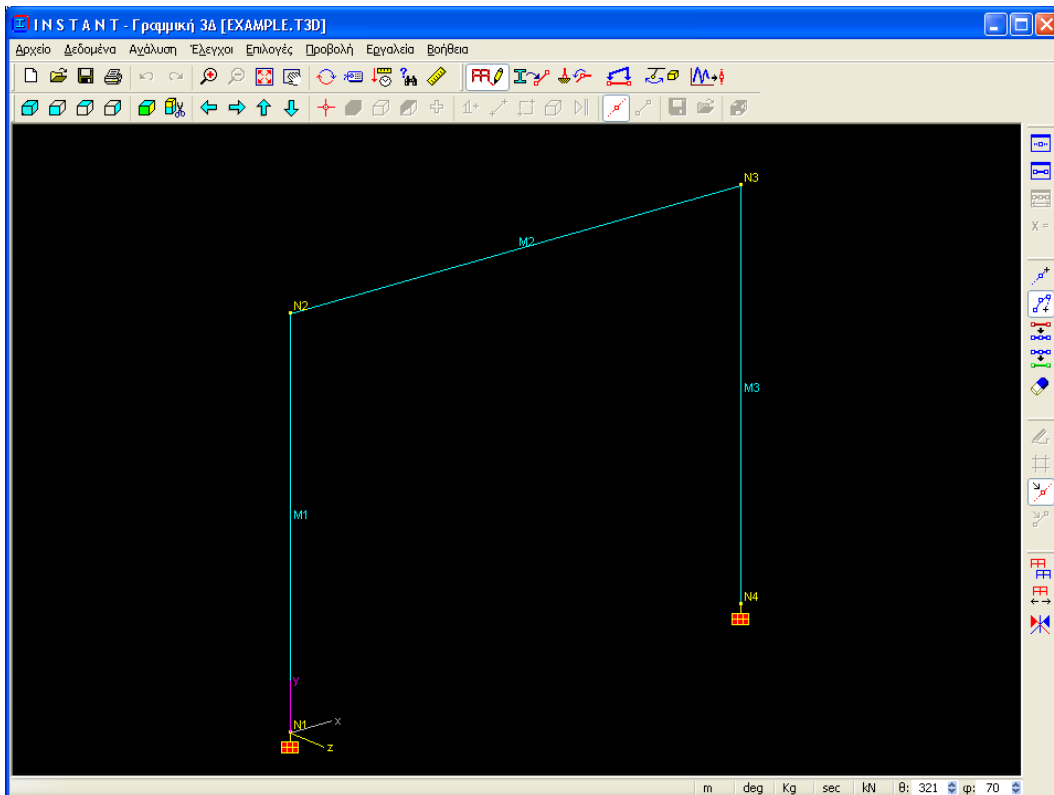 I N S T A N T - Γραμμική 3Δ [EXAMPLE.T3D]
Αρχείο Δεδομένα Ανάλυση Έλεγχοι Επιλογές Προβολή Εργαλεία Βοήθεια
1+
X =
N3
M2
N2
M3
M1
N4
y
N1
x
z
m deg Kg sec kN θ: 321 φ: 70